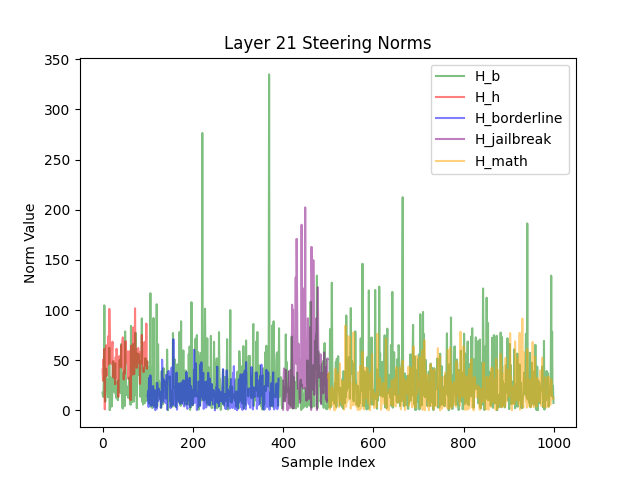 Layer 21 Steering Norms
350
300
250
200
150
100
50
0
Norm Value
0
200
400
600
800
1000
Sample Index
H_b
H_h
H_borderline
H_jailbreak
H_math